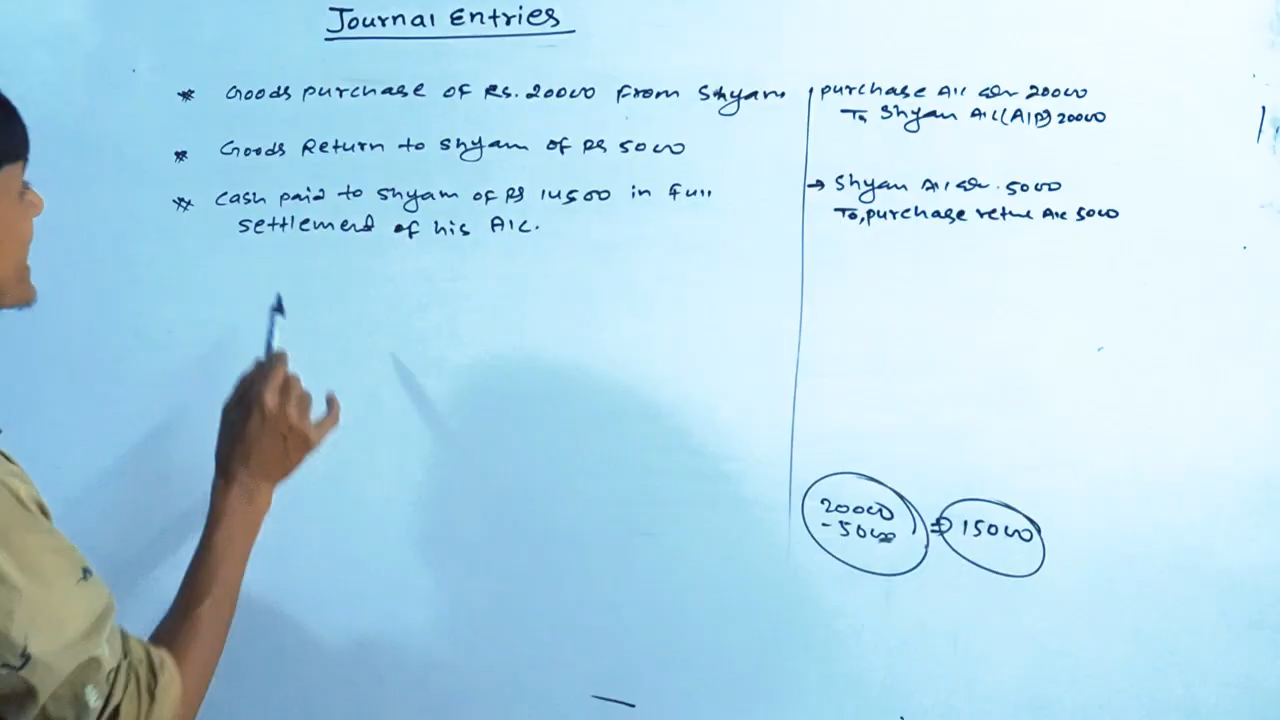 Journal Entries
* Goods purchase of Rs. 20000 from Shyam
* Goods Return to Shyam of Rs 5000
* Cash paid to Shyam of Rs 14500 in full
settlement of his A/c.
purchase A/c dr 20000
To Shyam A/c (A/P) 20000
→ Shyam A/c dr. 5000
To, purchase return A/c 5000
20000
-5000
⇒ 15000